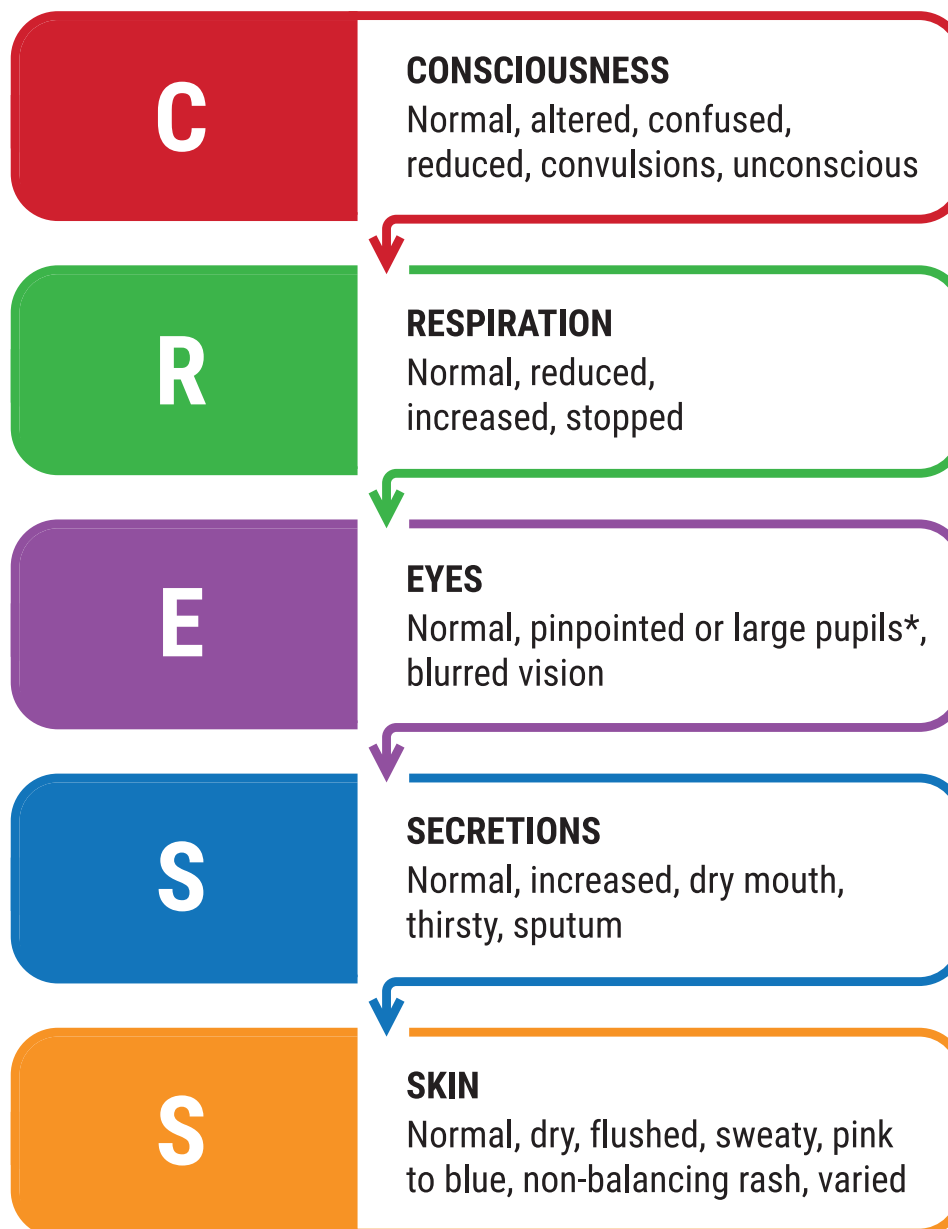 C
CONSCIOUSNESS
Normal, altered, confused,
reduced, convulsions, unconscious
R
RESPIRATION
Normal, reduced,
increased, stopped
E
EYES
Normal, pinpointed or large pupils*,
blurred vision
S
SECRETIONS
Normal, increased, dry mouth,
thirsty, sputum
S
SKIN
Normal, dry, flushed, sweaty, pink
to blue, non-balancing rash, varied